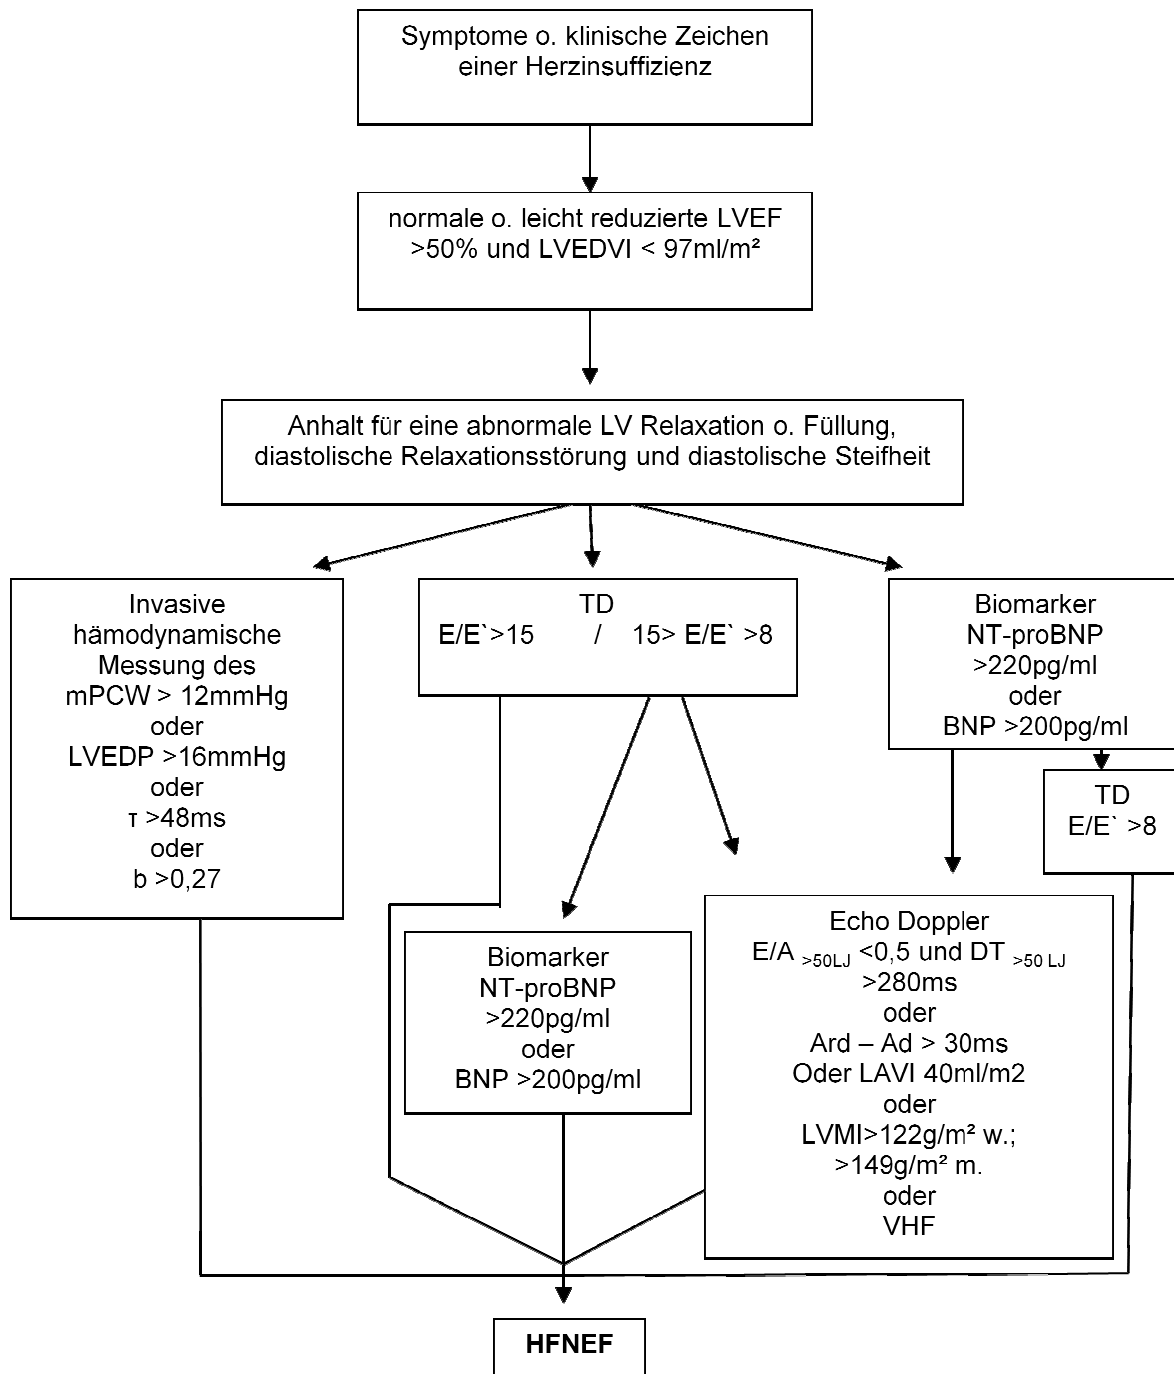 Symptome o. klinische Zeichen
einer Herzinsuffizienz
normale o. leicht reduzierte LVEF
>50% und LVEDVI < 97ml/m²
Anhalt für eine abnormale LV Relaxation o. Füllung,
diastolische Relaxationsstörung und diastolische Steifheit
Invasive
hämodynamische
Messung des
mPCW > 12mmHg
oder
LVEDP >16mmHg
oder
τ >48ms
oder
b >0,27
TD
E/E`>15 / 15> E/E` >8
Biomarker
NT-proBNP
>220pg/ml
oder
BNP >200pg/ml
TD
E/E` >8
Biomarker
NT-proBNP
>220pg/ml
oder
BNP >200pg/ml
Echo Doppler
E/A >50LJ <0,5 und DT >50 LJ
>280ms
oder
Ard – Ad > 30ms
Oder LAVI 40ml/m2
oder
LVMI>122g/m² w.;
>149g/m² m.
oder
VHF
HFNEF